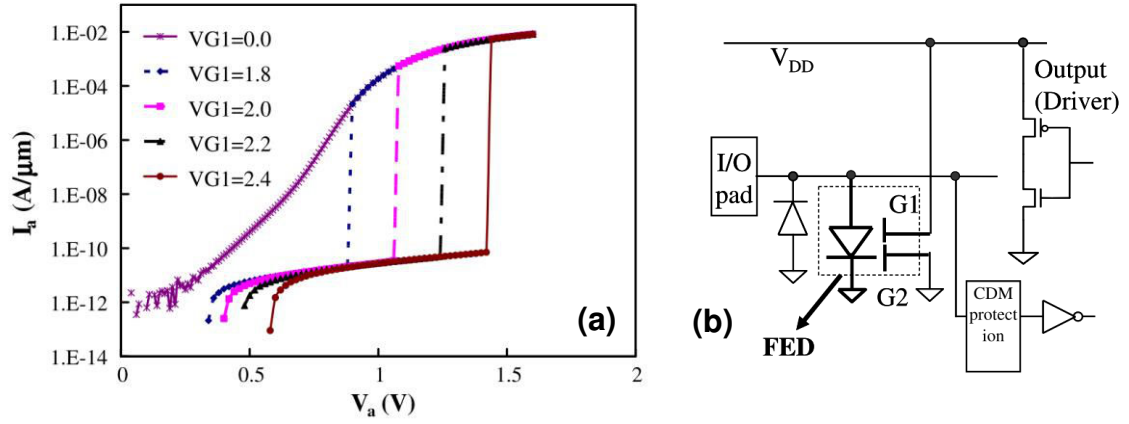 1.E-02
1.E-04
1.E-06
1.E-08
1.E-10
1.E-12
1.E-14
Iₐ (A/μm)
VG1=0.0
VG1=1.8
VG1=2.0
VG1=2.2
VG1=2.4
(a)
0
0.5
1
1.5
2
Vₐ (V)
V_DD
Output
(Driver)
I/O
pad
G1
G2
FED
(b)
CDM
protect
ion